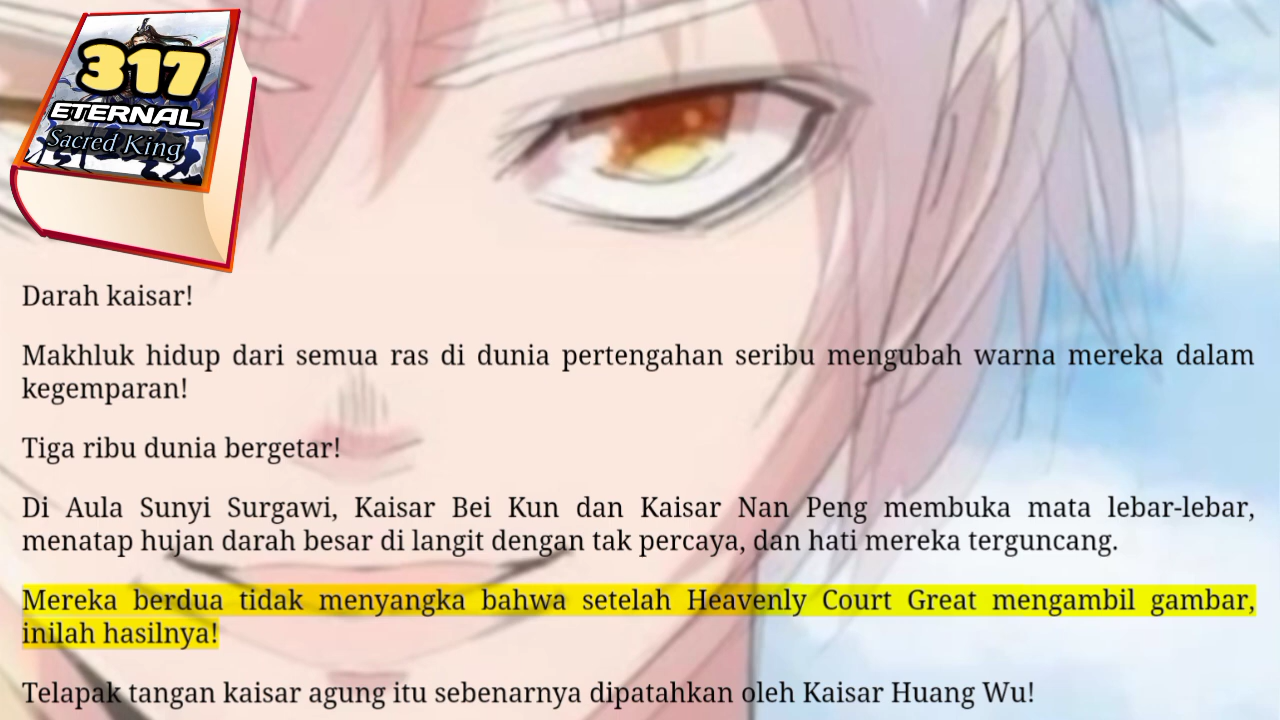 317
ETERNAL
Sacred King
Darah kaisar!
Makhluk hidup dari semua ras di dunia pertengahan seribu mengubah warna mereka dalam
kegemparan!
Tiga ribu dunia bergetar!
Di Aula Sunyi Surgawi, Kaisar Bei Kun dan Kaisar Nan Peng membuka mata lebar-lebar,
menatap hujan darah besar di langit dengan tak percaya, dan hati mereka terguncang.
Mereka berdua tidak menyangka bahwa setelah Heavenly Court Great mengambil gambar,
inilah hasilnya!
Telapak tangan kaisar agung itu sebenarnya dipatahkan oleh Kaisar Huang Wu!